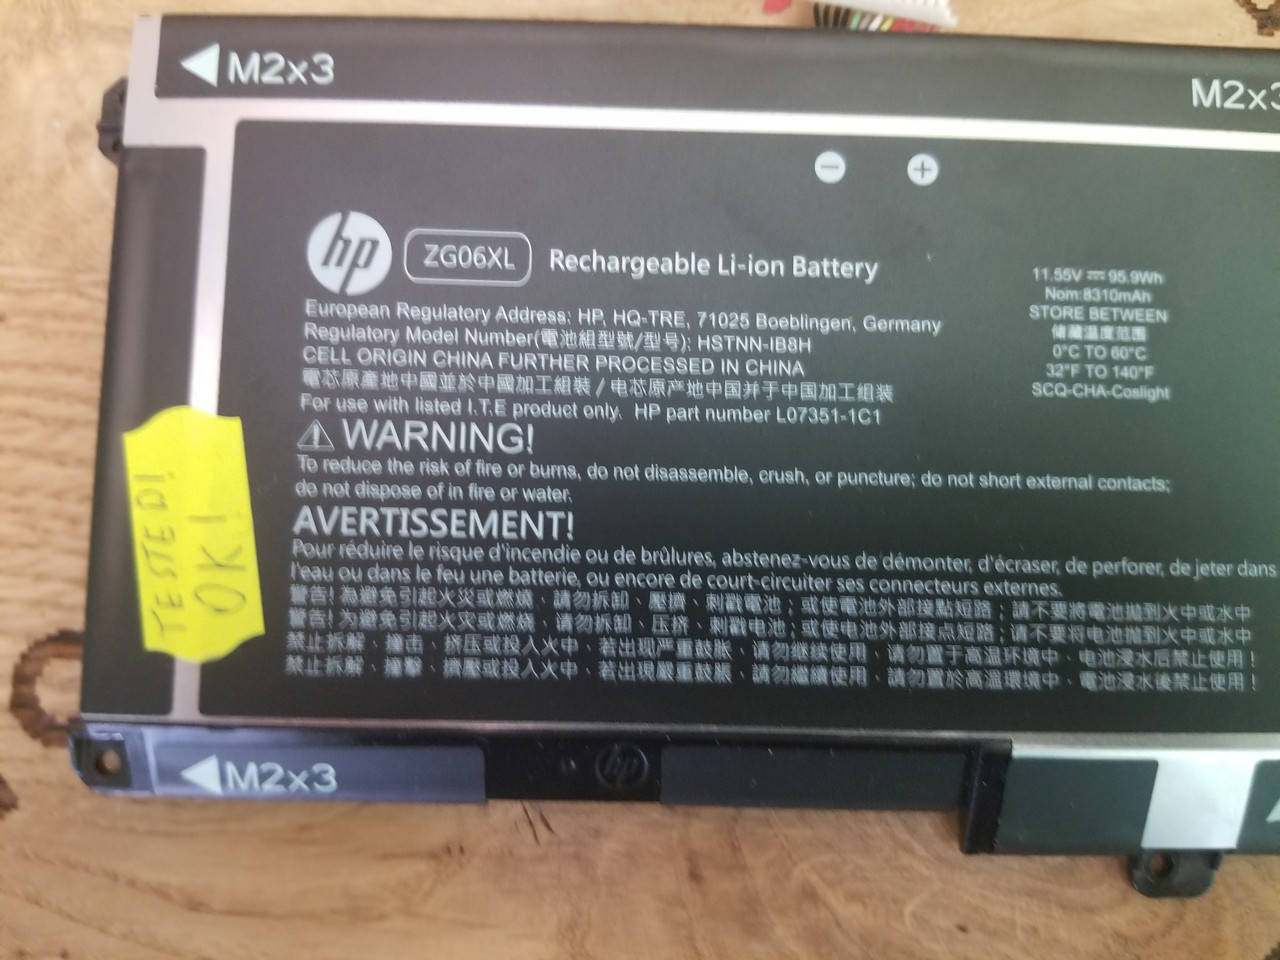 M2x3
M2x3
hp ZG06XL Rechargeable Li-ion Battery
European Regulatory Address: HP, HQ-TRE, 71025 Boeblingen, Germany
Regulatory Model Number(電池組型號/型号): HSTNN-IB8H
CELL ORIGIN CHINA FURTHER PROCESSED IN CHINA
電芯原產地中國並於中國加工組裝 / 电芯原产地中国并于中国加工组装
For use with listed I.T.E product only. HP part number L07351-1C1
11.55V ⎓ 95.9Wh
Nom:8310mAh
STORE BETWEEN
储藏温度范围
0°C TO 60°C
32°F TO 140°F
SCQ-CHA-Coslight
WARNING!
To reduce the risk of fire or burns, do not disassemble, crush, or puncture; do not short external contacts;
do not dispose of in fire or water.
AVERTISSEMENT!
Pour réduire le risque d'incendie ou de brûlures, abstenez-vous de démonter, d'écraser, de perforer, de jeter dans
l'eau ou dans le feu une batterie, ou encore de court-circuiter ses connecteurs externes.
警告! 為避免引起火災或燃燒、請勿拆卸、壓擠、刺戳電池；或使電池外部接點短路；請不要將電池拋到火中或水中
警告! 为避免引起火灾或燃烧、请勿拆卸、压挤、刺戳电池；或使电池外部接点短路；请不要将电池抛到火中或水中
禁止拆解、撞击、挤压或投入火中、若出现严重鼓胀、请勿继续使用、请勿置于高温环境中、电池浸水后禁止使用！
禁止拆解、撞擊、擠壓或投入火中、若出現嚴重鼓脹、請勿繼續使用、請勿置於高溫環境中、電池浸水後禁止使用！
TESTED!
OK!
M2x3
hp